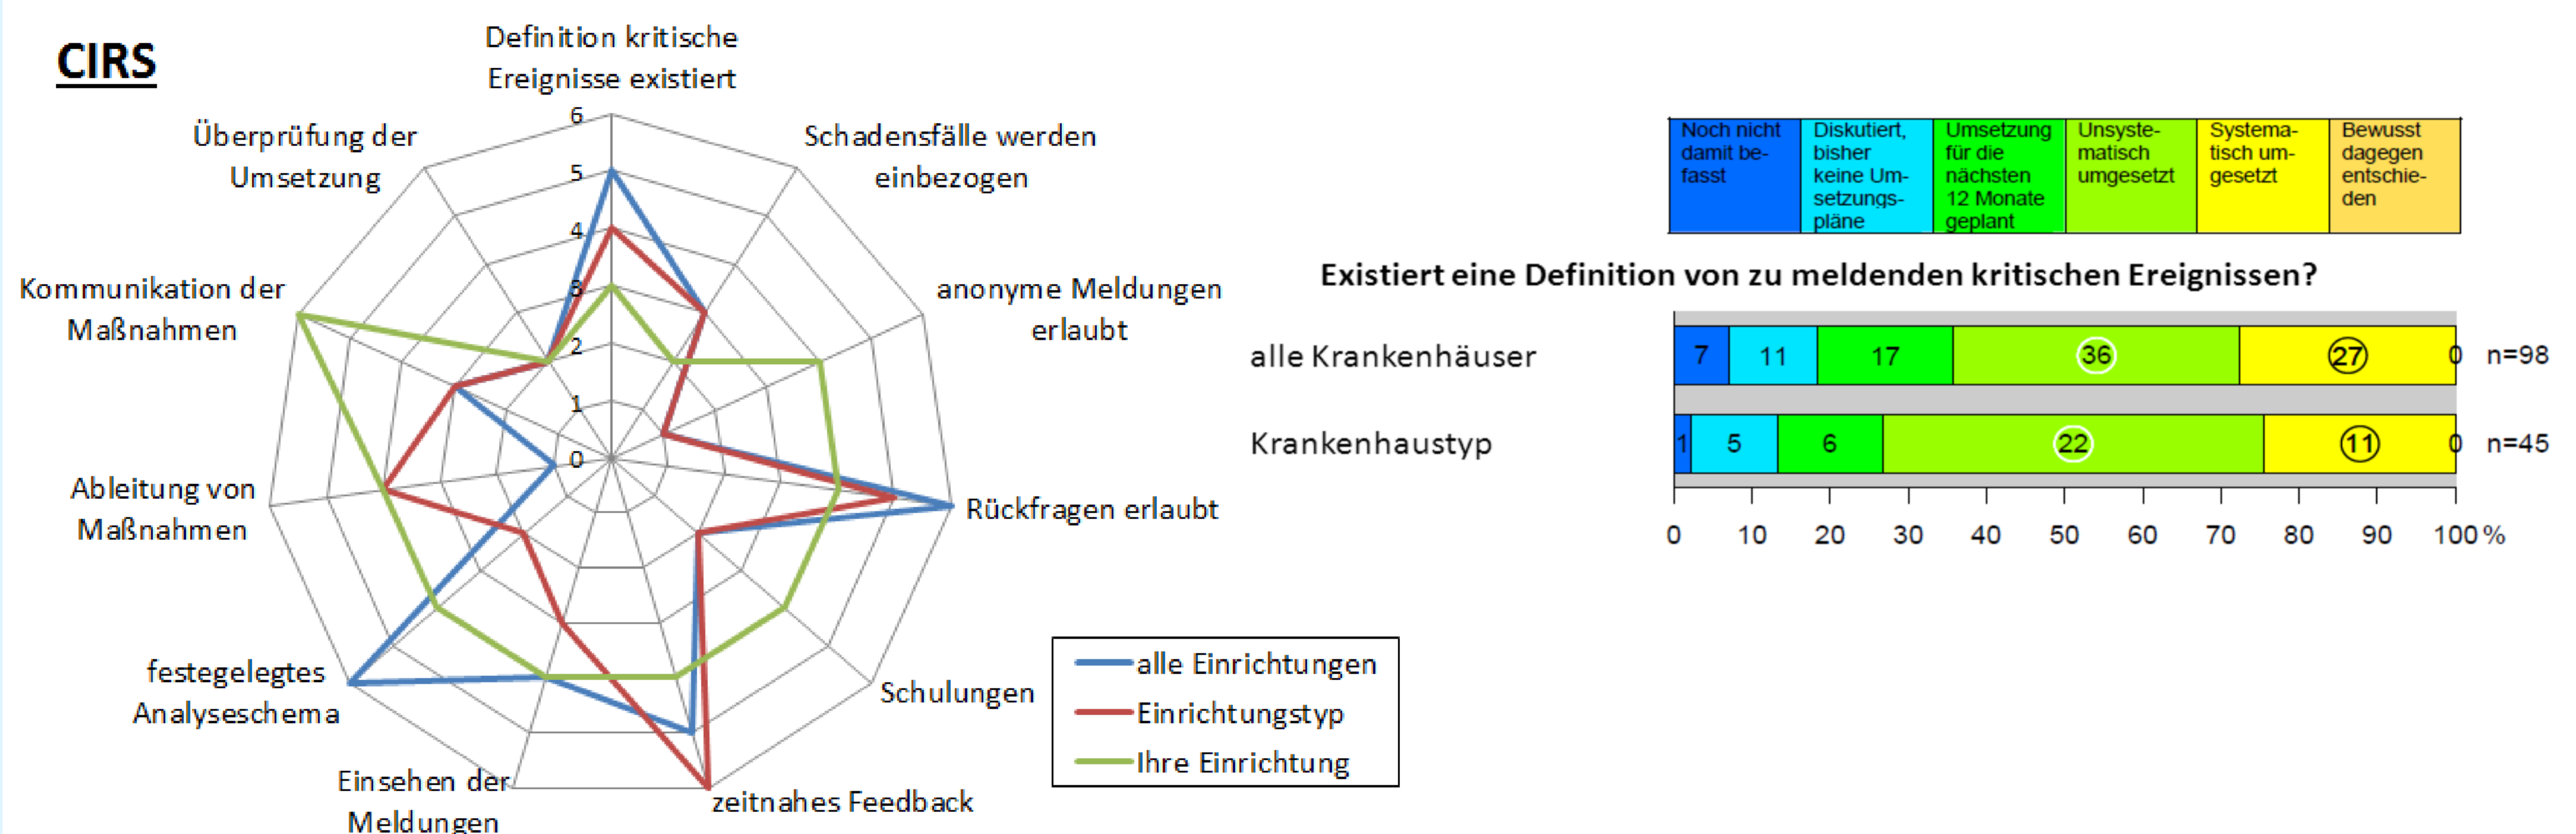 CIRS
Definition kritische
Ereignisse existiert
Überprüfung der
Umsetzung
Schadensfälle werden
einbezogen
Kommunikation der
Maßnahmen
anonyme Meldungen
erlaubt
Ableitung von
Maßnahmen
Rückfragen erlaubt
festegelegtes
Analyseschema
Schulungen
Einsehen der
Meldungen
zeitnahes Feedback
6
5
4
3
2
1
0
alle Einrichtungen
Einrichtungstyp
Ihre Einrichtung
Noch nicht
damit be-
fasst
Diskutiert,
bisher
keine Um-
setzungs-
pläne
Umsetzung
für die
nächsten
12 Monate
geplant
Unsyste-
matisch
umgesetzt
Systema-
tisch um-
gesetzt
Bewusst
dagegen
entschie-
den
Existiert eine Definition von zu meldenden kritischen Ereignissen?
alle Krankenhäuser 7 11 17 36 27 0 n=98
Krankenhaustyp 1 5 6 22 11 0 n=45
0 10 20 30 40 50 60 70 80 90 100 %